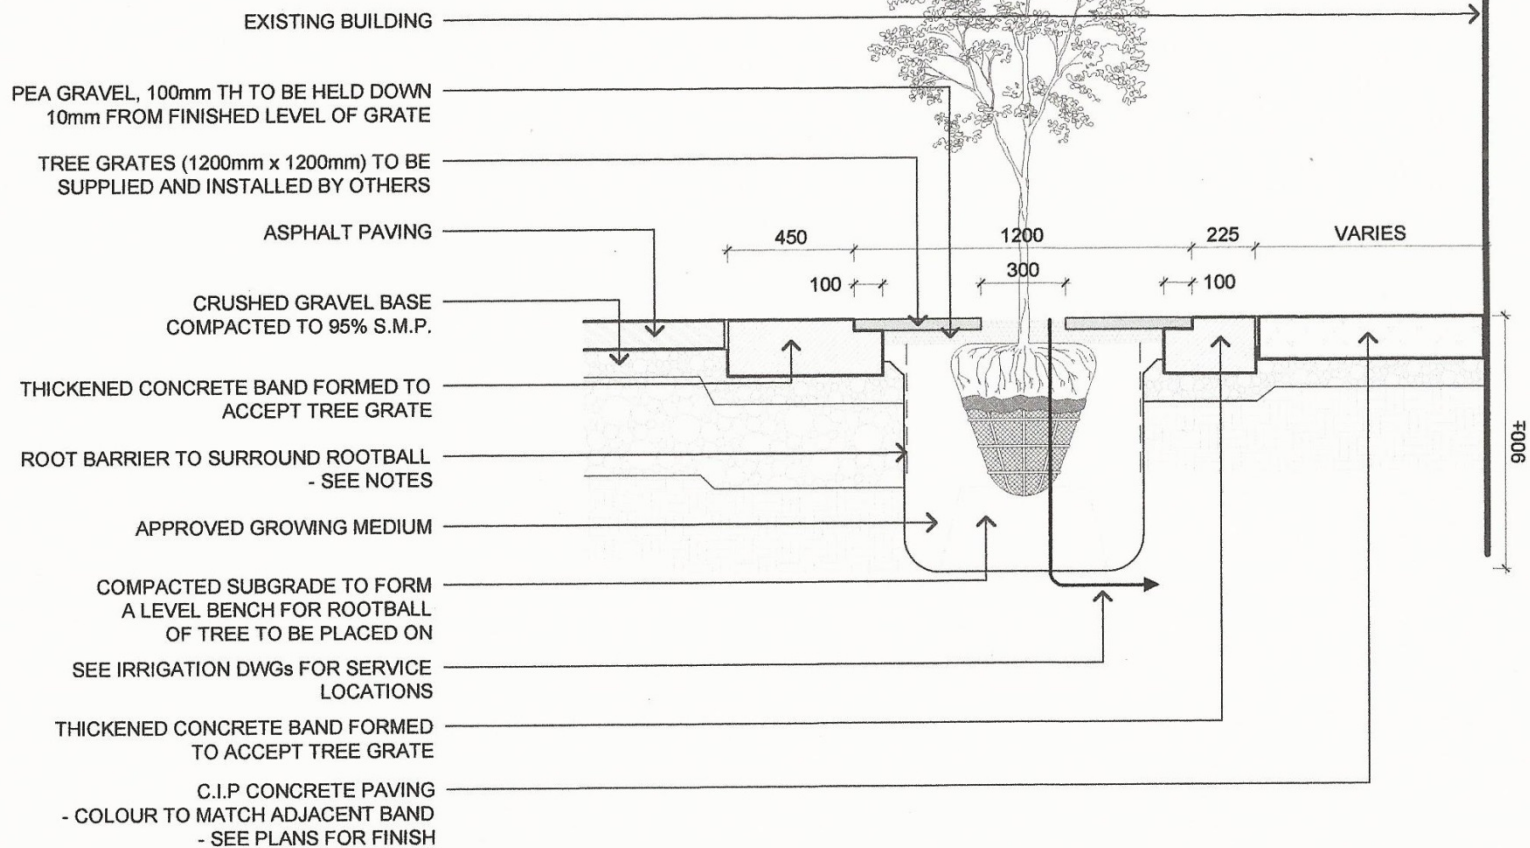 EXISTING BUILDING
PEA GRAVEL, 100mm TH TO BE HELD DOWN
10mm FROM FINISHED LEVEL OF GRATE
TREE GRATES (1200mm x 1200mm) TO BE
SUPPLIED AND INSTALLED BY OTHERS
ASPHALT PAVING
450
1200
225
VARIES
100
300
100
CRUSHED GRAVEL BASE
COMPACTED TO 95% S.M.P.
THICKENED CONCRETE BAND FORMED TO
ACCEPT TREE GRATE
900±
ROOT BARRIER TO SURROUND ROOTBALL
- SEE NOTES
APPROVED GROWING MEDIUM
COMPACTED SUBGRADE TO FORM
A LEVEL BENCH FOR ROOTBALL
OF TREE TO BE PLACED ON
SEE IRRIGATION DWGs FOR SERVICE
LOCATIONS
THICKENED CONCRETE BAND FORMED
TO ACCEPT TREE GRATE
C.I.P CONCRETE PAVING
- COLOUR TO MATCH ADJACENT BAND
- SEE PLANS FOR FINISH